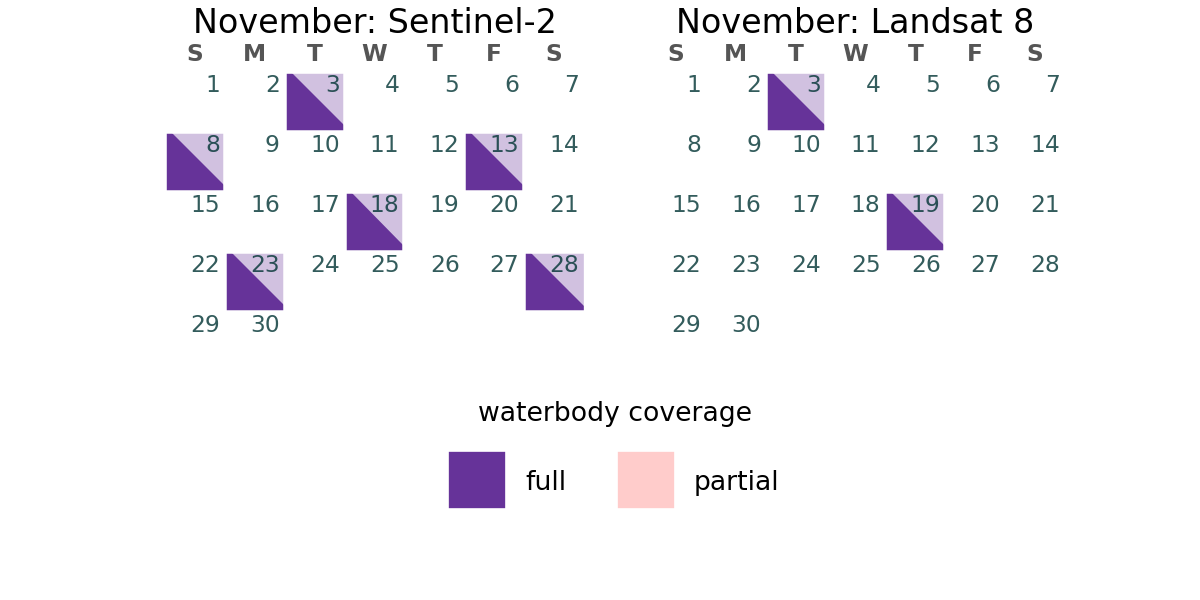 November: Sentinel-2
S M T W T F S
1 2 3 4 5 6 7
8 9 10 11 12 13 14
15 16 17 18 19 20 21
22 23 24 25 26 27 28
29 30
November: Landsat 8
S M T W T F S
1 2 3 4 5 6 7
8 9 10 11 12 13 14
15 16 17 18 19 20 21
22 23 24 25 26 27 28
29 30
waterbody coverage
full partial